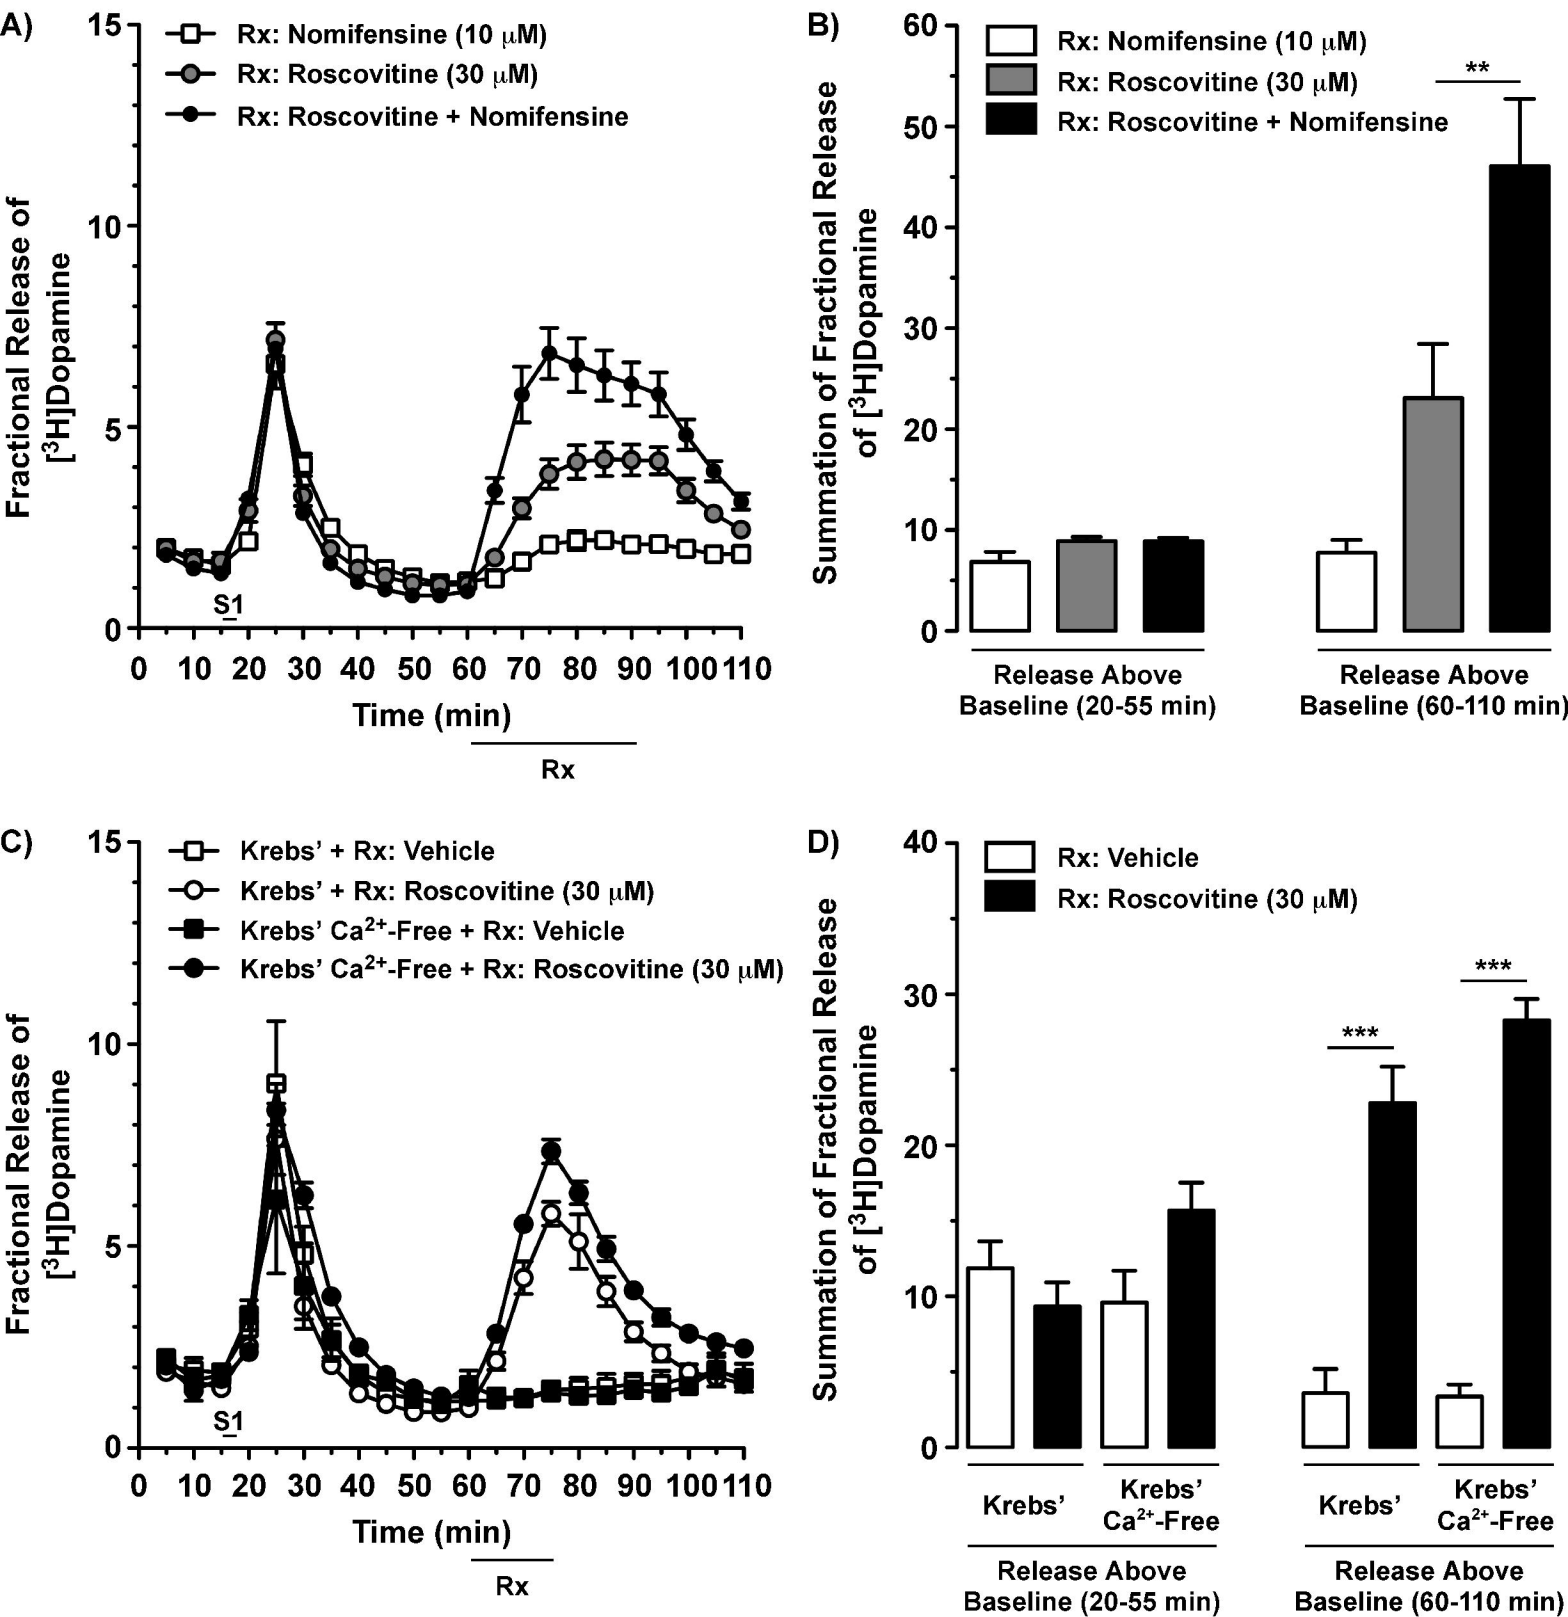 A)
15
10
5
0
Fractional Release of
[³H]Dopamine
Rx: Nomifensine (10 μM)
Rx: Roscovitine (30 μM)
Rx: Roscovitine + Nomifensine
S1
0 10 20 30 40 50 60 70 80 90 100 110
Time (min)
Rx
B)
60
50
40
30
20
10
0
Summation of Fractional Release
of [³H]Dopamine
Rx: Nomifensine (10 μM)
Rx: Roscovitine (30 μM)
Rx: Roscovitine + Nomifensine
**
Release Above
Baseline (20-55 min)
Release Above
Baseline (60-110 min)
C)
15
10
5
0
Fractional Release of
[³H]Dopamine
Krebs’ + Rx: Vehicle
Krebs’ + Rx: Roscovitine (30 μM)
Krebs’ Ca²⁺-Free + Rx: Vehicle
Krebs’ Ca²⁺-Free + Rx: Roscovitine (30 μM)
S1
0 10 20 30 40 50 60 70 80 90 100 110
Time (min)
Rx
D)
40
30
20
10
0
Summation of Fractional Release
of [³H]Dopamine
Rx: Vehicle
Rx: Roscovitine (30 μM)
***
***
Krebs’
Krebs’
Ca²⁺-Free
Krebs’
Krebs’
Ca²⁺-Free
Release Above
Baseline (20-55 min)
Release Above
Baseline (60-110 min)